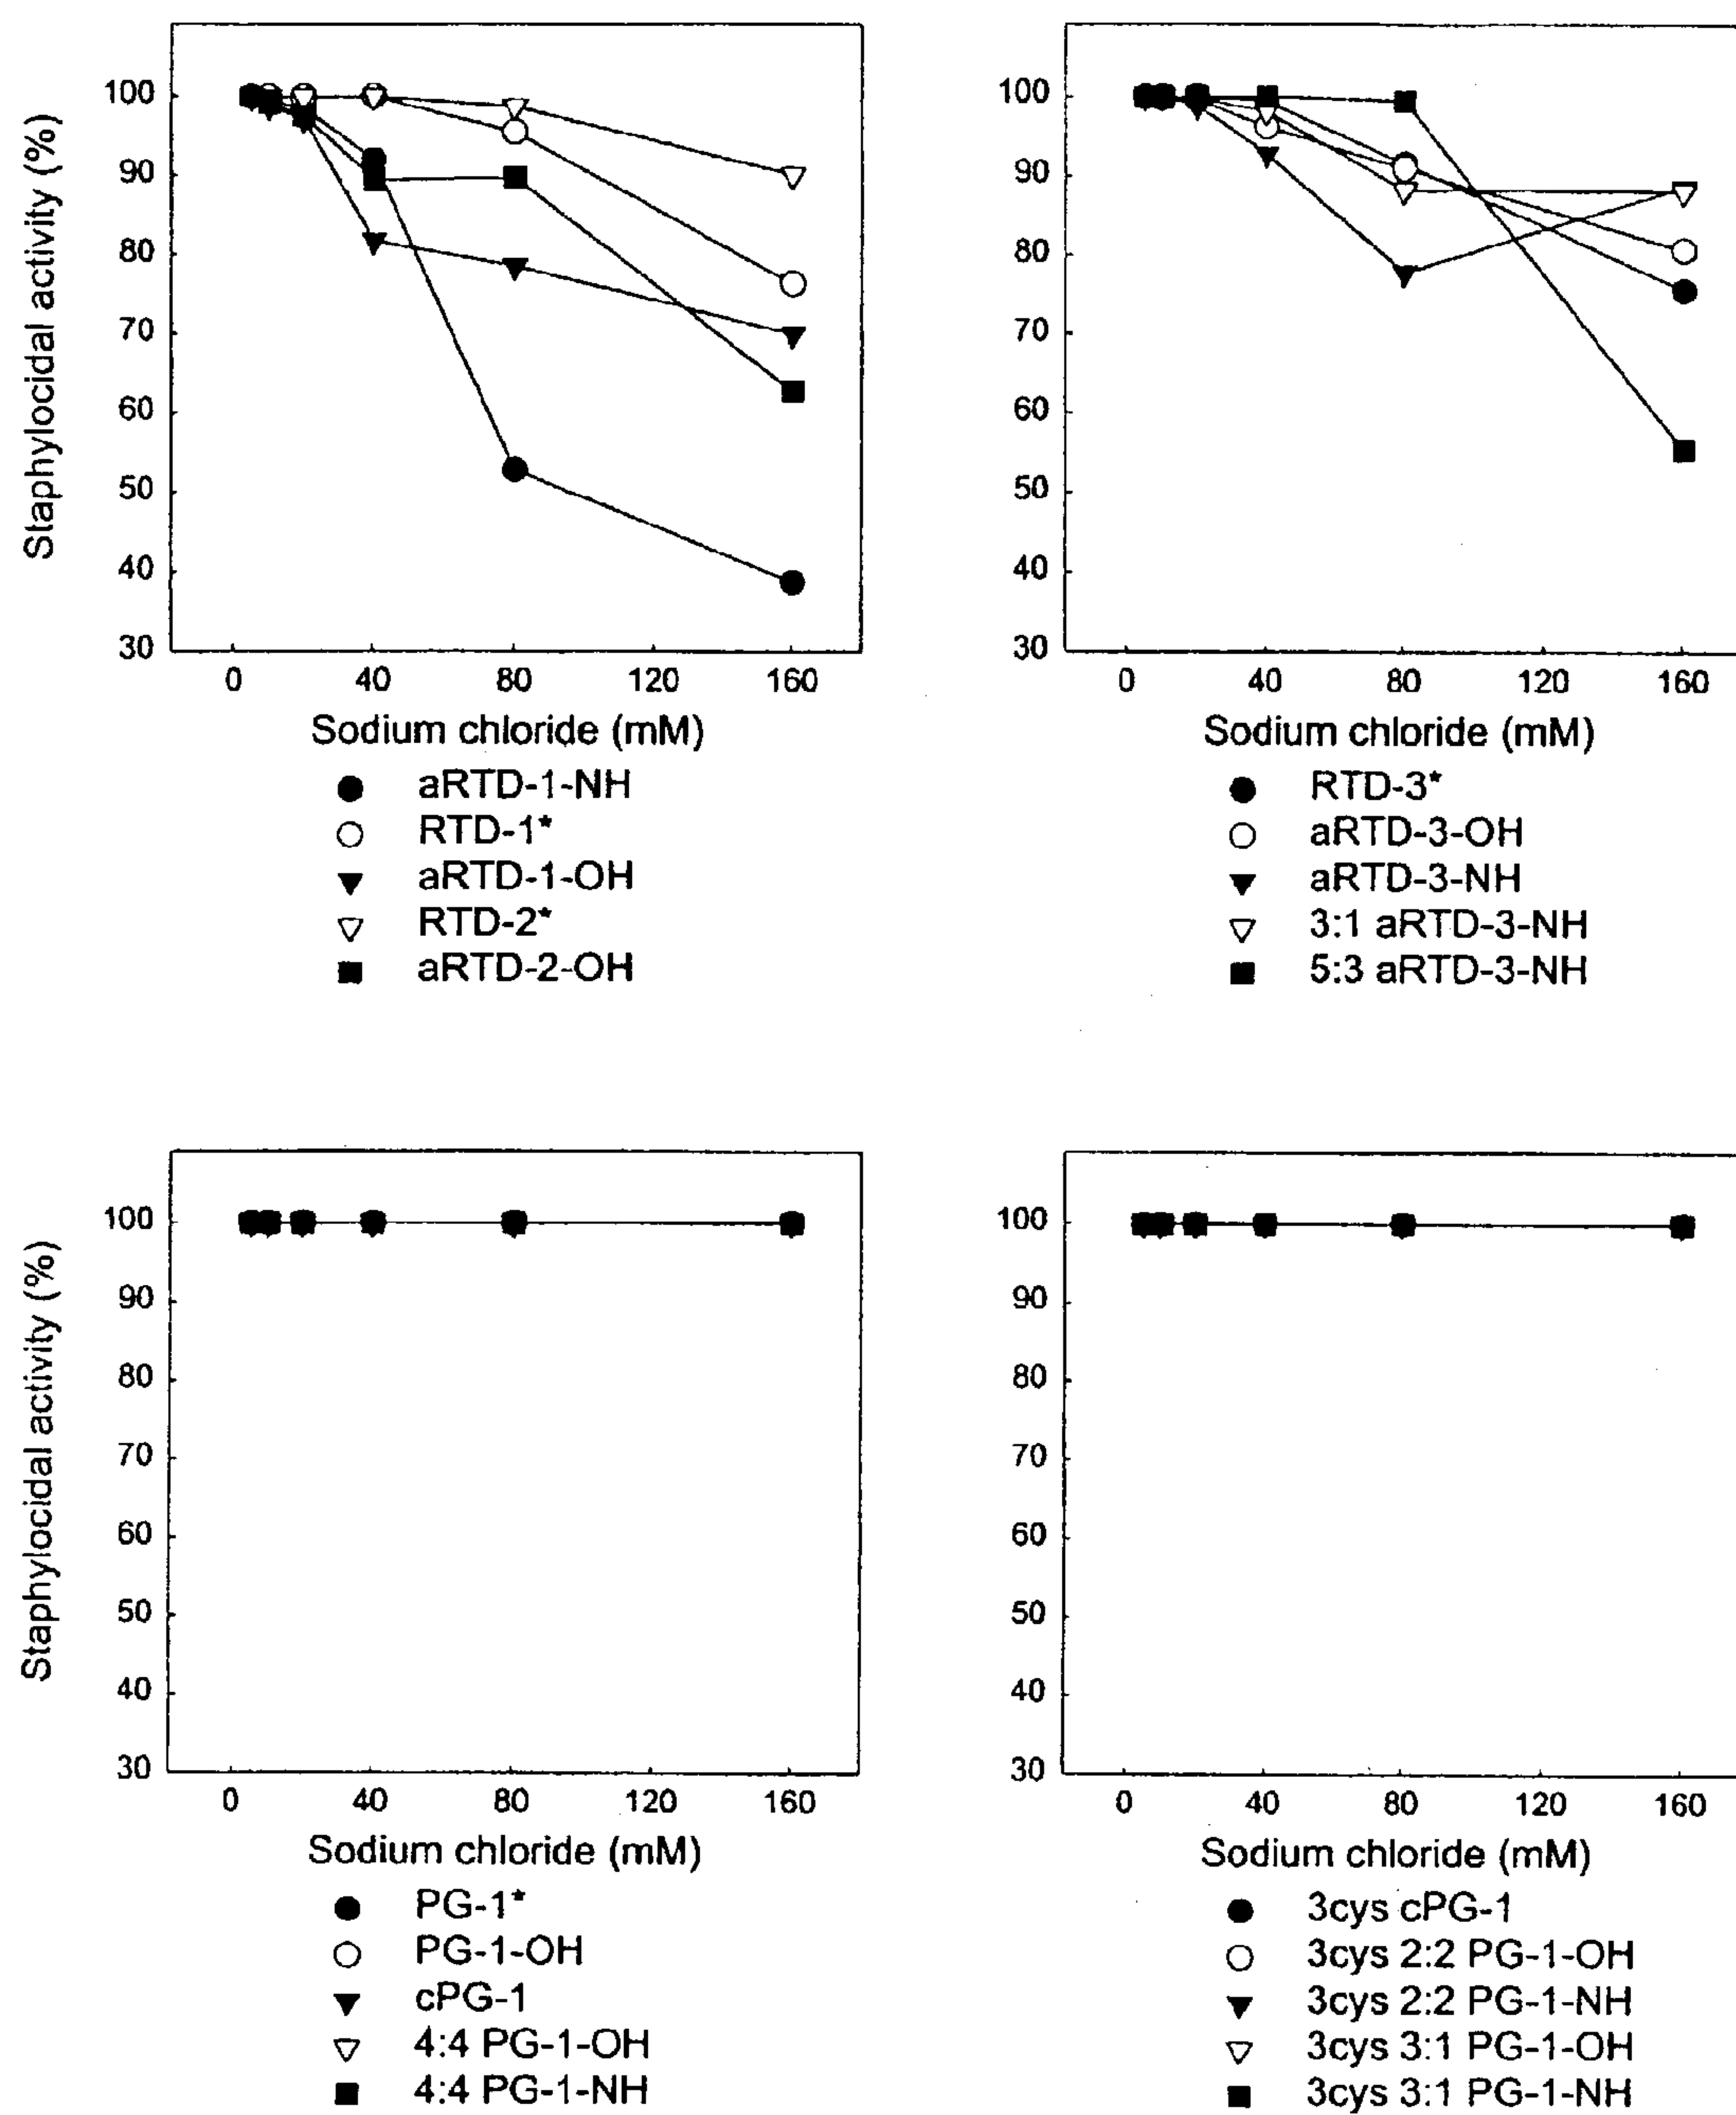 Staphylocidal activity (%)
100
90
80
70
60
50
40
30
0 40 80 120 160
Sodium chloride (mM)
aRTD-1-NH
RTD-1*
aRTD-1-OH
RTD-2*
aRTD-2-OH
100
90
80
70
60
50
40
30
0 40 80 120 160
Sodium chloride (mM)
RTD-3*
aRTD-3-OH
aRTD-3-NH
3:1 aRTD-3-NH
5:3 aRTD-3-NH
Staphylocidal activity (%)
100
90
80
70
60
50
40
30
0 40 80 120 160
Sodium chloride (mM)
PG-1*
PG-1-OH
cPG-1
4:4 PG-1-OH
4:4 PG-1-NH
100
90
80
70
60
50
40
30
0 40 80 120 160
Sodium chloride (mM)
3cys cPG-1
3cys 2:2 PG-1-OH
3cys 2:2 PG-1-NH
3cys 3:1 PG-1-OH
3cys 3:1 PG-1-NH